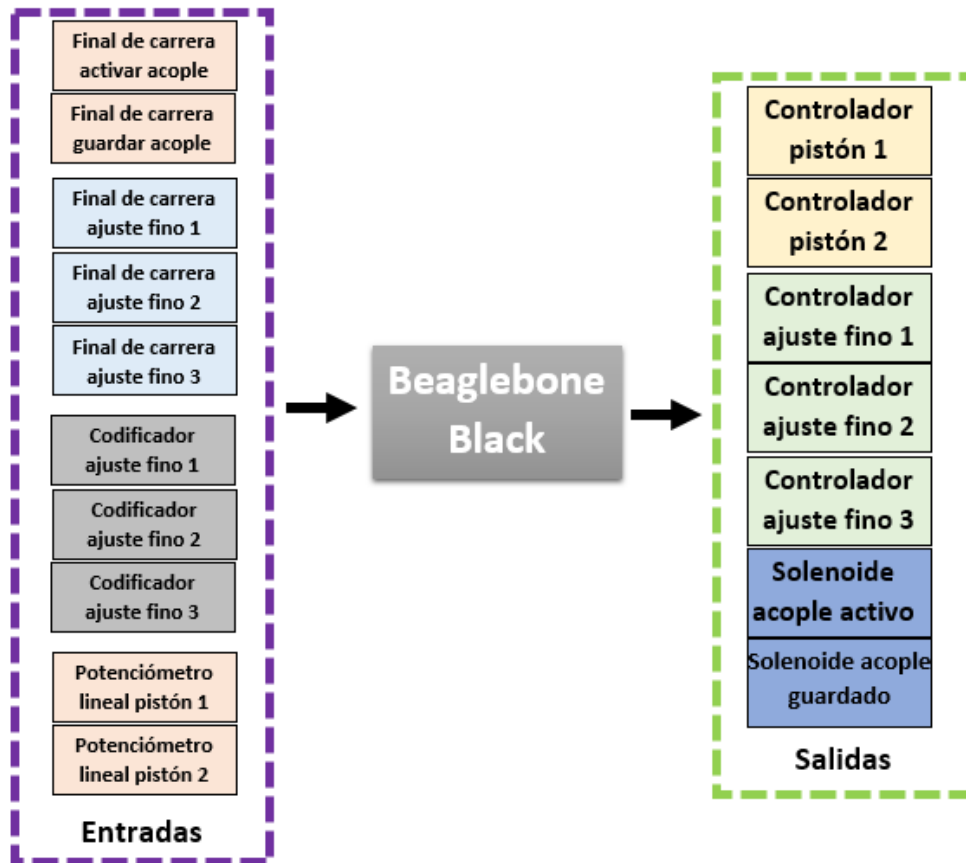 Final de carrera
activar acople
Final de carrera
guardar acople
Final de carrera
ajuste fino 1
Final de carrera
ajuste fino 2
Final de carrera
ajuste fino 3
Codificador
ajuste fino 1
Codificador
ajuste fino 2
Codificador
ajuste fino 3
Potenciómetro
lineal pistón 1
Potenciómetro
lineal pistón 2
Entradas
Beaglebone
Black
Controlador
pistón 1
Controlador
pistón 2
Controlador
ajuste fino 1
Controlador
ajuste fino 2
Controlador
ajuste fino 3
Solenoide
acople activo
Solenoide acople
guardado
Salidas